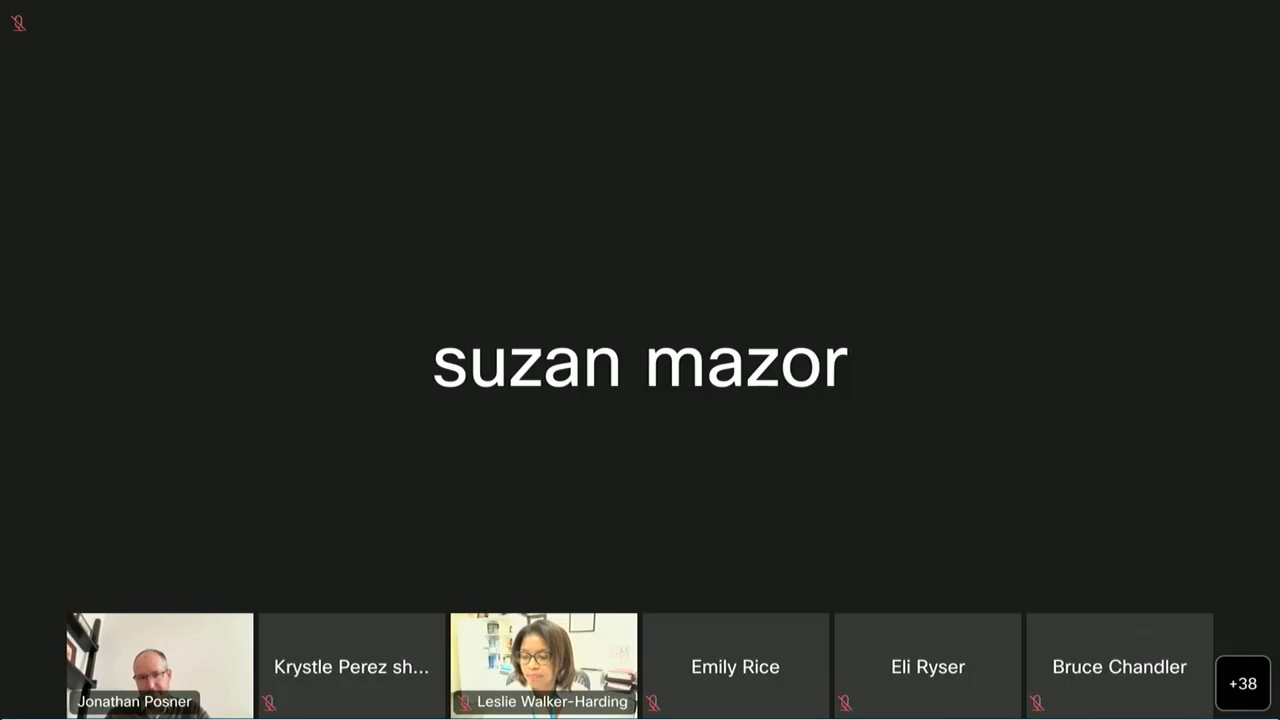 suzan mazor
Jonathan Posner
Krystle Perez sh...
Leslie Walker-Harding
Emily Rice
Eli Ryser
Bruce Chandler
+38